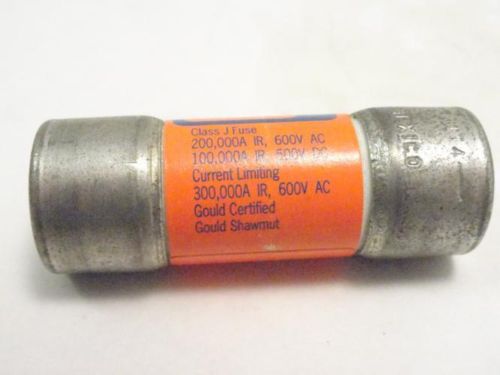 Class J Fuse
200,000A IR, 600V AC
100,000A IR, 500V DC
Current Limiting
300,000A IR, 600V AC
Gould Certified
Gould Shawmut